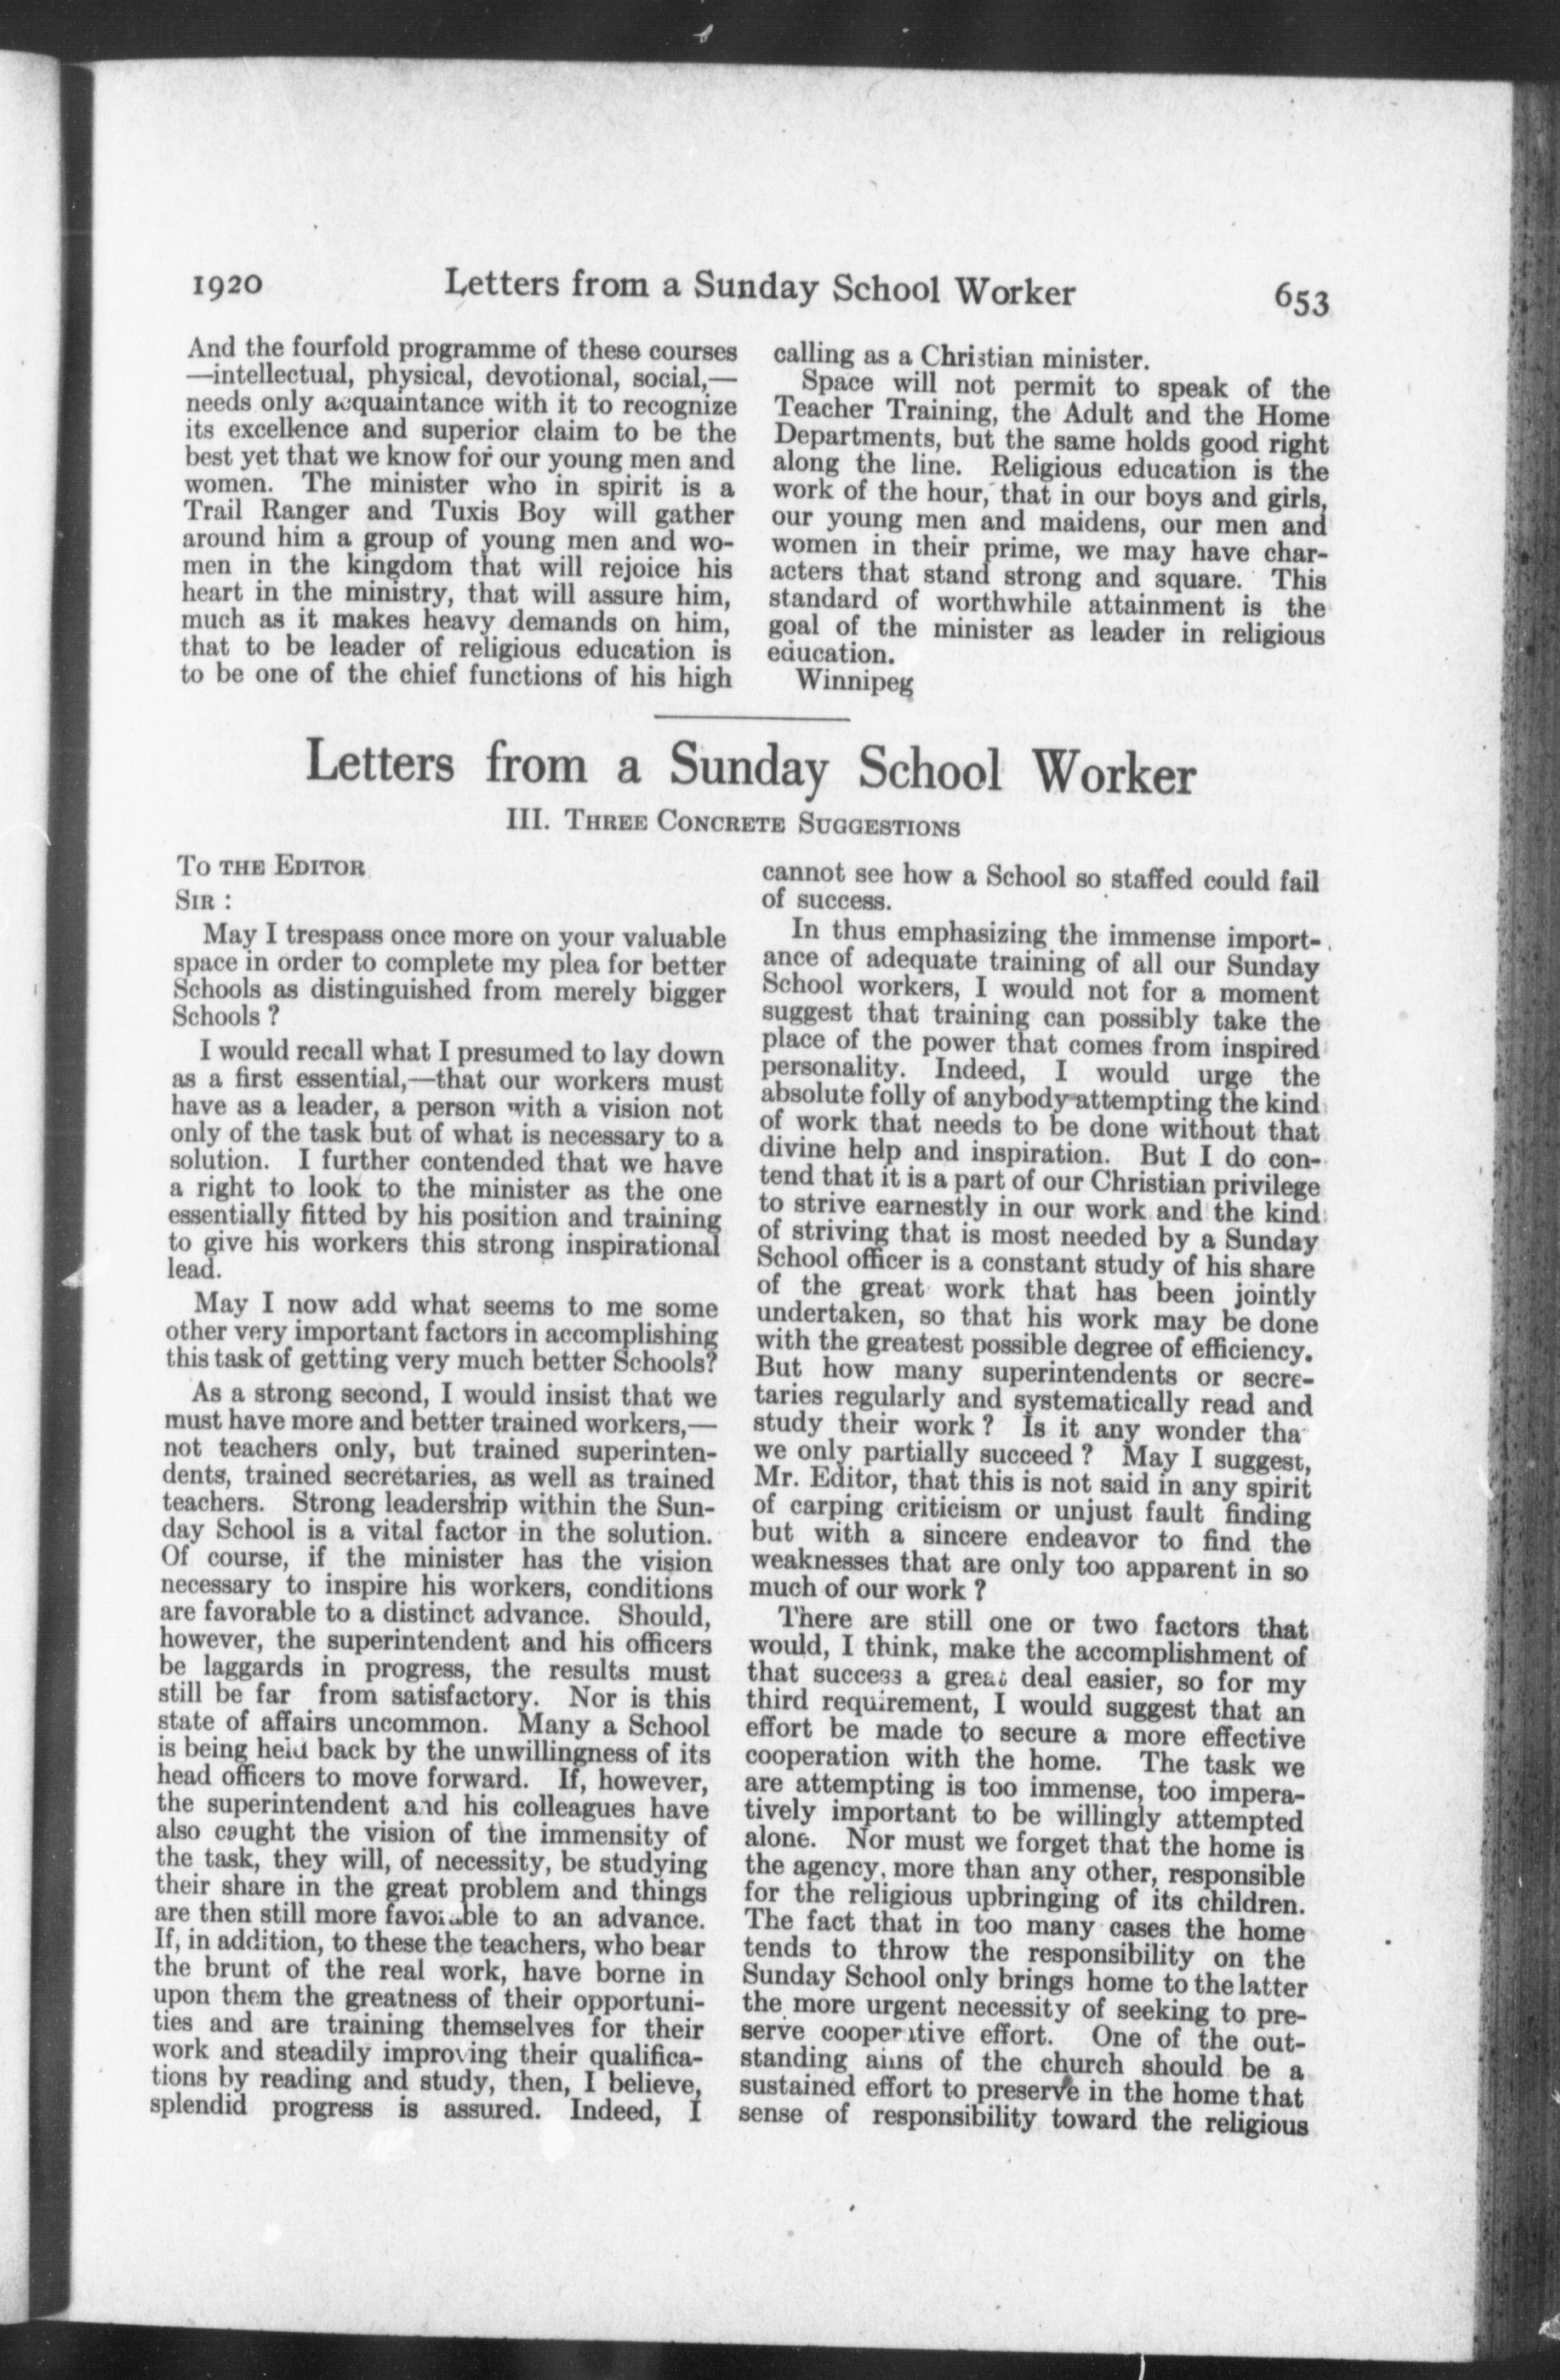 1920
Letters from a Sunday School Worker
653
And the fourfold programme of these courses
—intellectual, physical, devotional, social,—
needs only acquaintance with it to recognize
its excellence and superior claim to be the
best yet that we know for our young men and
women. The minister who in spirit is a
Trail Ranger and Tuxis Boy will gather
around him a group of young men and wo-
men in the kingdom that will rejoice his
heart in the ministry, that will assure him,
much as it makes heavy demands on him,
that to be leader of religious education is
to be one of the chief functions of his high
calling as a Christian minister.
Space will not permit to speak of the
Teacher Training, the Adult and the Home
Departments, but the same holds good right
along the line. Religious education is the
work of the hour, that in our boys and girls,
our young men and maidens, our men and
women in their prime, we may have char-
acters that stand strong and square. This
standard of worthwhile attainment is the
goal of the minister as leader in religious
education.
Winnipeg
Letters from a Sunday School Worker
III. THREE CONCRETE SUGGESTIONS
TO THE EDITOR
SIR :
May I trespass once more on your valuable
space in order to complete my plea for better
Schools as distinguished from merely bigger
Schools ?
I would recall what I presumed to lay down
as a first essential,—that our workers must
have as a leader, a person with a vision not
only of the task but of what is necessary to a
solution. I further contended that we have
a right to look to the minister as the one
essentially fitted by his position and training
to give his workers this strong inspirational
lead.
May I now add what seems to me some
other very important factors in accomplishing
this task of getting very much better Schools?
As a strong second, I would insist that we
must have more and better trained workers,—
not teachers only, but trained superinten-
dents, trained secretaries, as well as trained
teachers. Strong leadership within the Sun-
day School is a vital factor in the solution.
Of course, if the minister has the vision
necessary to inspire his workers, conditions
are favorable to a distinct advance. Should,
however, the superintendent and his officers
be laggards in progress, the results must
still be far from satisfactory. Nor is this
state of affairs uncommon. Many a School
is being held back by the unwillingness of its
head officers to move forward. If, however,
the superintendent and his colleagues have
also caught the vision of the immensity of
the task, they will, of necessity, be studying
their share in the great problem and things
are then still more favorable to an advance.
If, in addition, to these the teachers, who bear
the brunt of the real work, have borne in
upon them the greatness of their opportuni-
ties and are training themselves for their
work and steadily improving their qualifica-
tions by reading and study, then, I believe,
splendid progress is assured. Indeed, I
cannot see how a School so staffed could fail
of success.
In thus emphasizing the immense import-
ance of adequate training of all our Sunday
School workers, I would not for a moment
suggest that training can possibly take the
place of the power that comes from inspired
personality. Indeed, I would urge the
absolute folly of anybody attempting the kind
of work that needs to be done without that
divine help and inspiration. But I do con-
tend that it is a part of our Christian privilege
to strive earnestly in our work and the kind
of striving that is most needed by a Sunday
School officer is a constant study of his share
of the great work that has been jointly
undertaken, so that his work may be done
with the greatest possible degree of efficiency.
But how many superintendents or secre-
taries regularly and systematically read and
study their work ? Is it any wonder tha
we only partially succeed ? May I suggest,
Mr. Editor, that this is not said in any spirit
of carping criticism or unjust fault finding
but with a sincere endeavor to find the
weaknesses that are only too apparent in so
much of our work ?
There are still one or two factors that
would, I think, make the accomplishment of
that success a great deal easier, so for my
third requirement, I would suggest that an
effort be made to secure a more effective
cooperation with the home. The task we
are attempting is too immense, too impera-
tively important to be willingly attempted
alone. Nor must we forget that the home is
the agency, more than any other, responsible
for the religious upbringing of its children.
The fact that in too many cases the home
tends to throw the responsibility on the
Sunday School only brings home to the latter
the more urgent necessity of seeking to pre-
serve cooperative effort. One of the out-
standing aims of the church should be a
sustained effort to preserve in the home that
sense of responsibility toward the religious